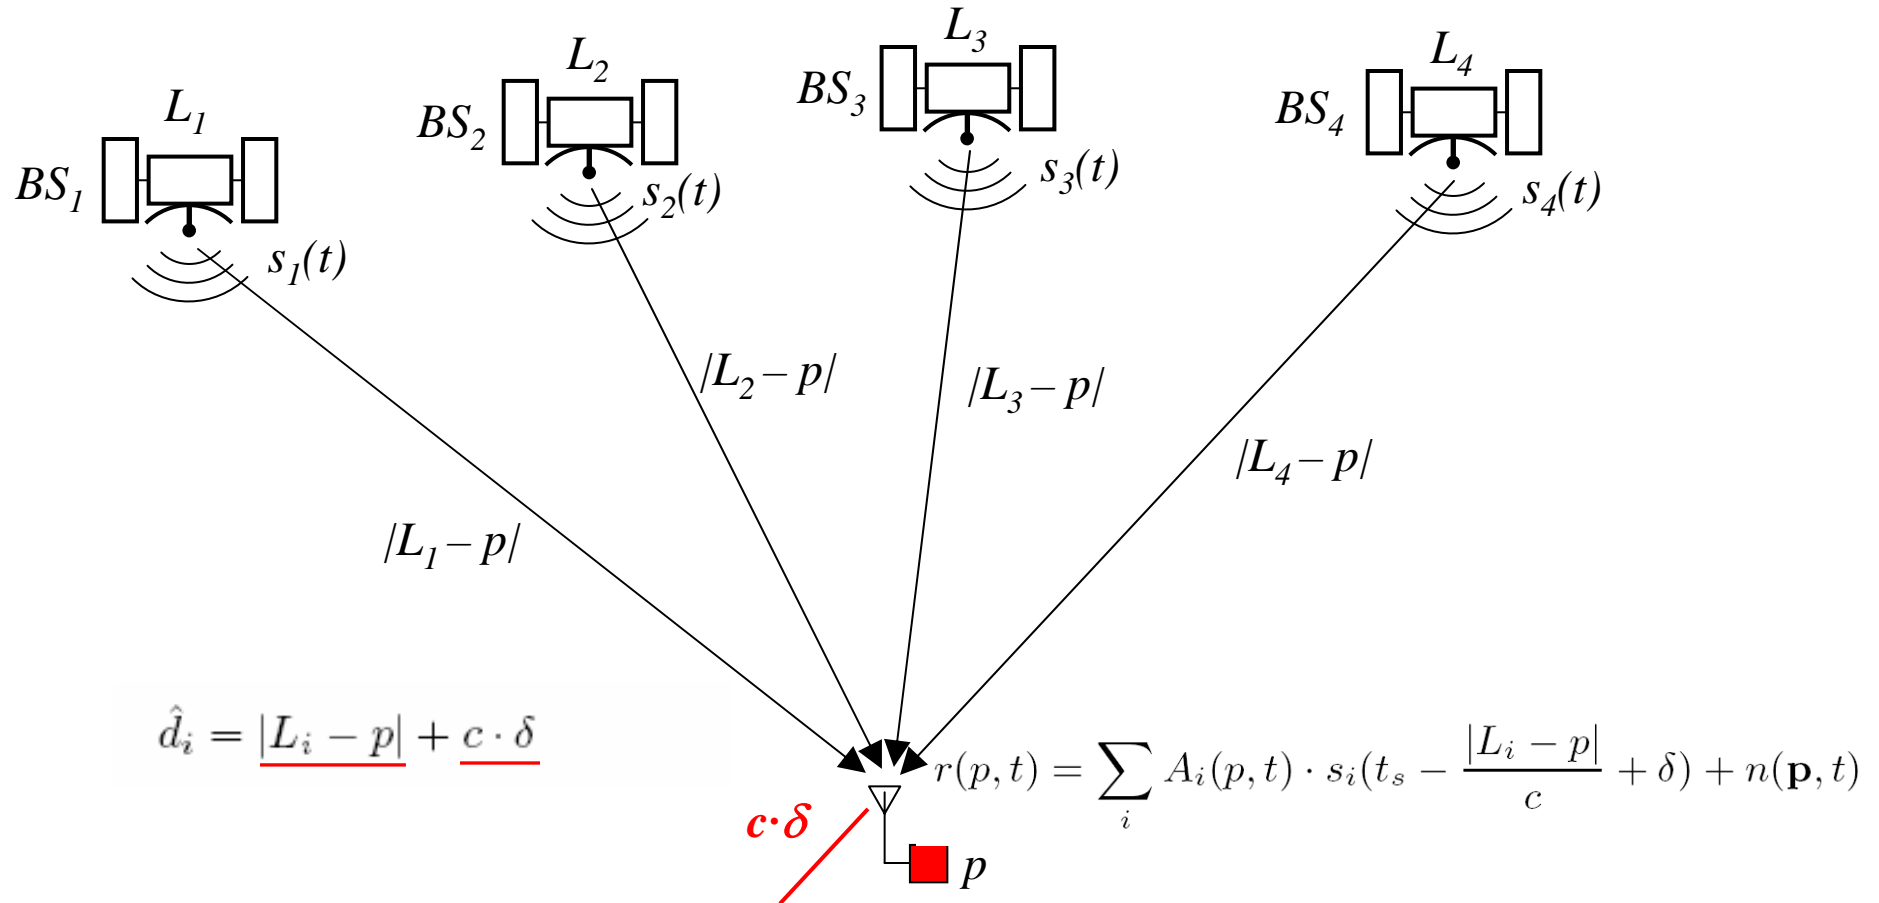 L₃
L₄
L₂
BS₃
L₁
BS₄
BS₂
s₃(t)
BS₁
s₂(t)
s₄(t)
s₁(t)
|L₂ – p|
|L₃ – p|
|L₄ – p|
|L₁ – p|
d̂ᵢ = |Lᵢ − p| + c · δ
r(p, t) = ∑ᵢ Aᵢ(p, t) · sᵢ(tₛ − |Lᵢ − p|/c + δ) + n(𝐩, t)
c·δ
p